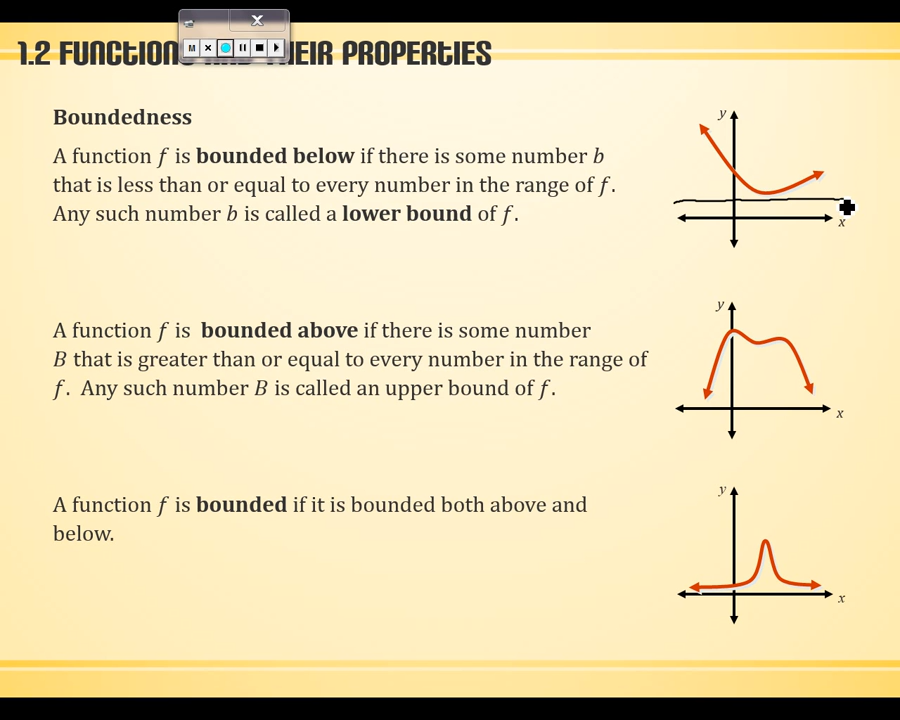 1.2 FUNCTION THEIR PROPERTIES
M
Boundedness
A function f is bounded below if there is some number b
that is less than or equal to every number in the range of f.
Any such number b is called a lower bound of f.
y
x
A function f is bounded above if there is some number
B that is greater than or equal to every number in the range of
f. Any such number B is called an upper bound of f.
y
x
A function f is bounded if it is bounded both above and
below.
y
x